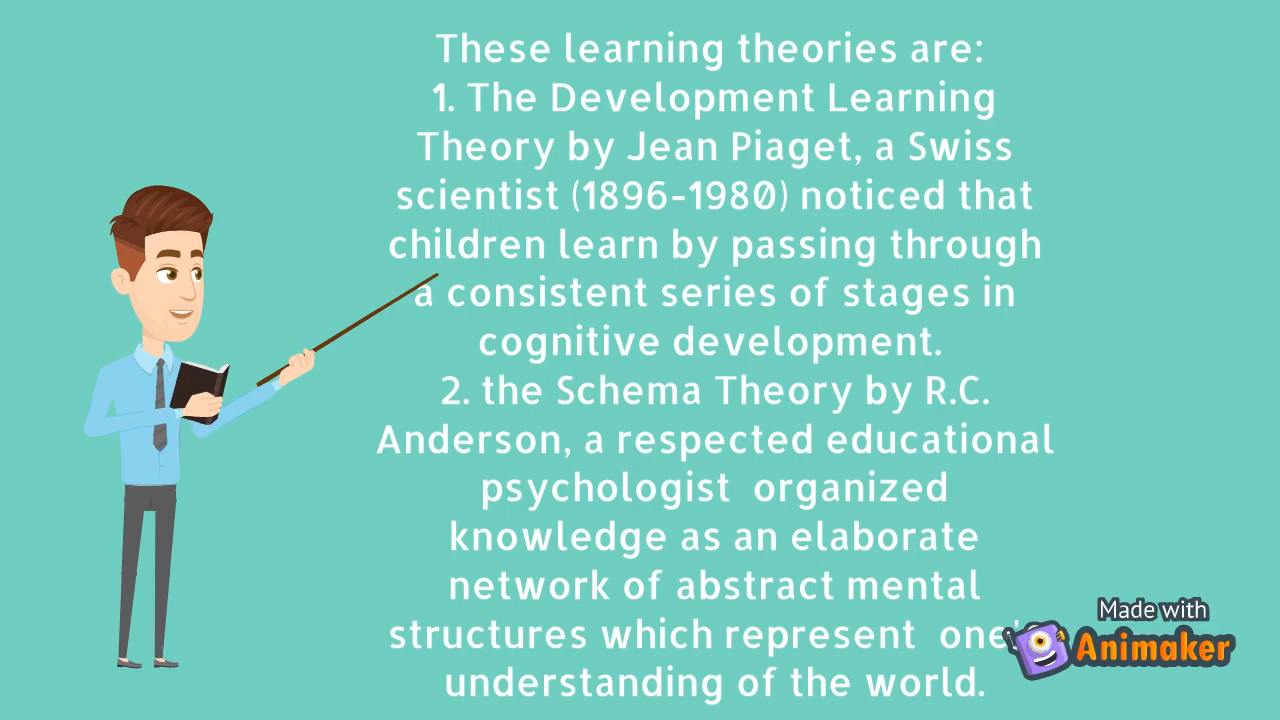 These learning theories are:
1. The Development Learning
Theory by Jean Piaget, a Swiss
scientist (1896-1980) noticed that
children learn by passing through
a consistent series of stages in
cognitive development.
2. the Schema Theory by R.C.
Anderson, a respected educational
psychologist organized
knowledge as an elaborate
network of abstract mental
structures which represent one's
understanding of the world.
Made with
Animaker